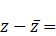 z − z̄ =